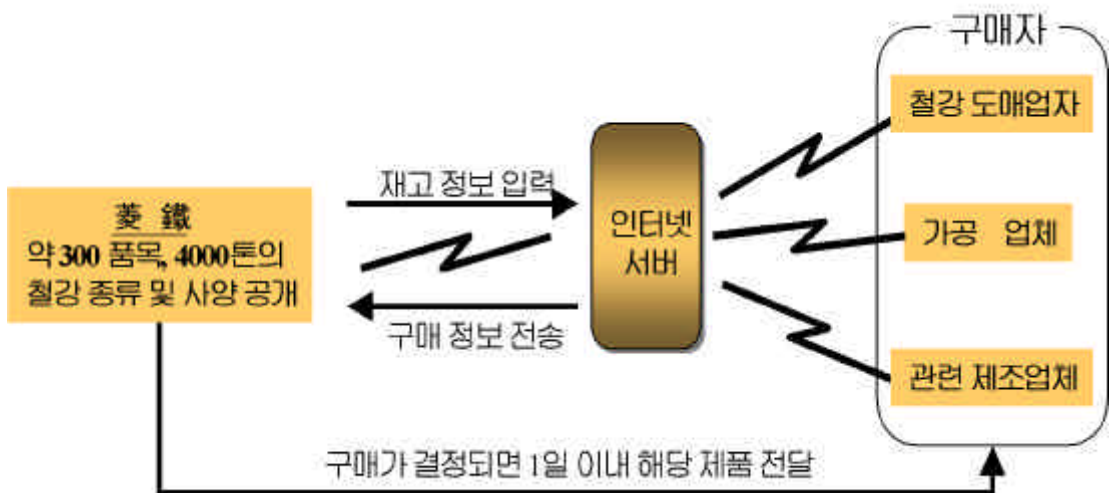 구매자
철강 도매업자
재고 정보 입력
菱 鐵
약 300 품목, 4000톤의
철강 종류 및 사양 공개
인터넷
서버
가공 업체
구매 정보 전송
관련 제조업체
구매가 결정되면 1일 이내 해당 제품 전달